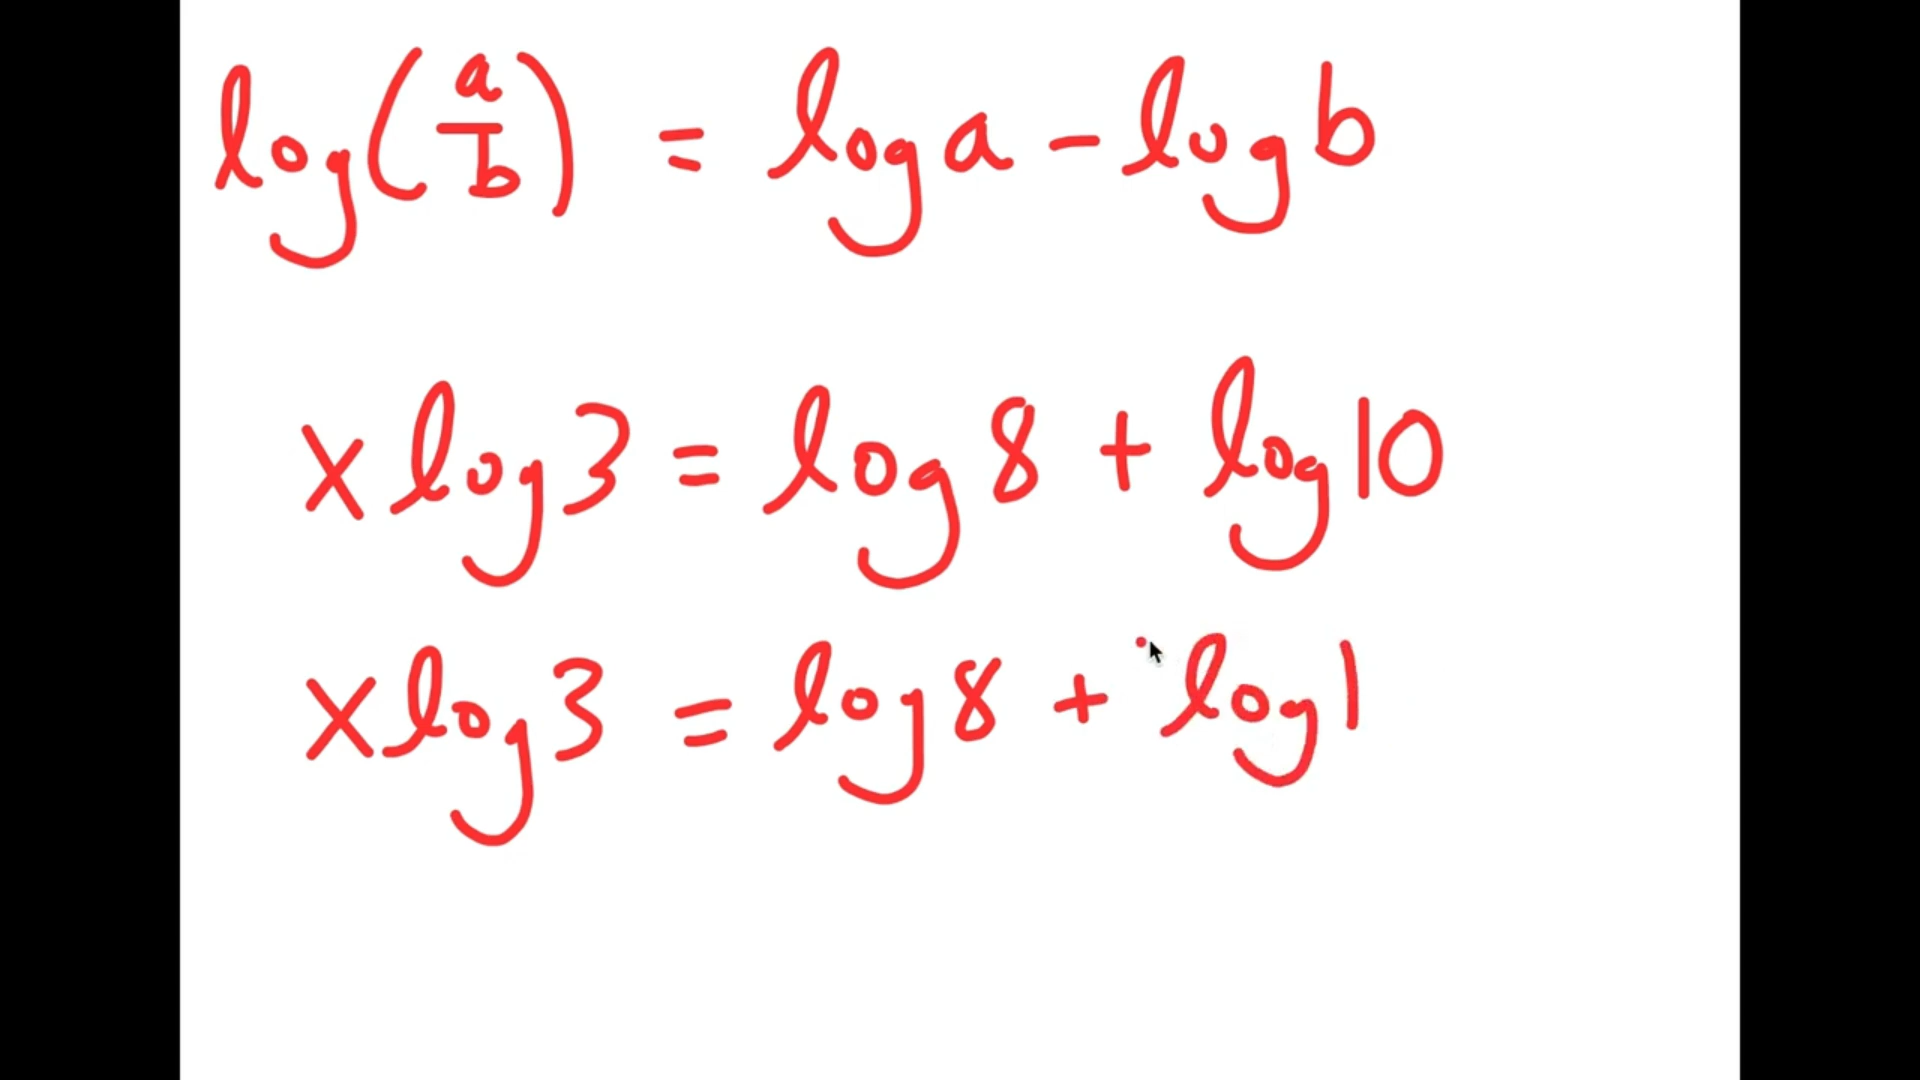 log(a/b) = log a - log b
x log 3 = log 8 + log 10
x log 3 = log 8 + log 1